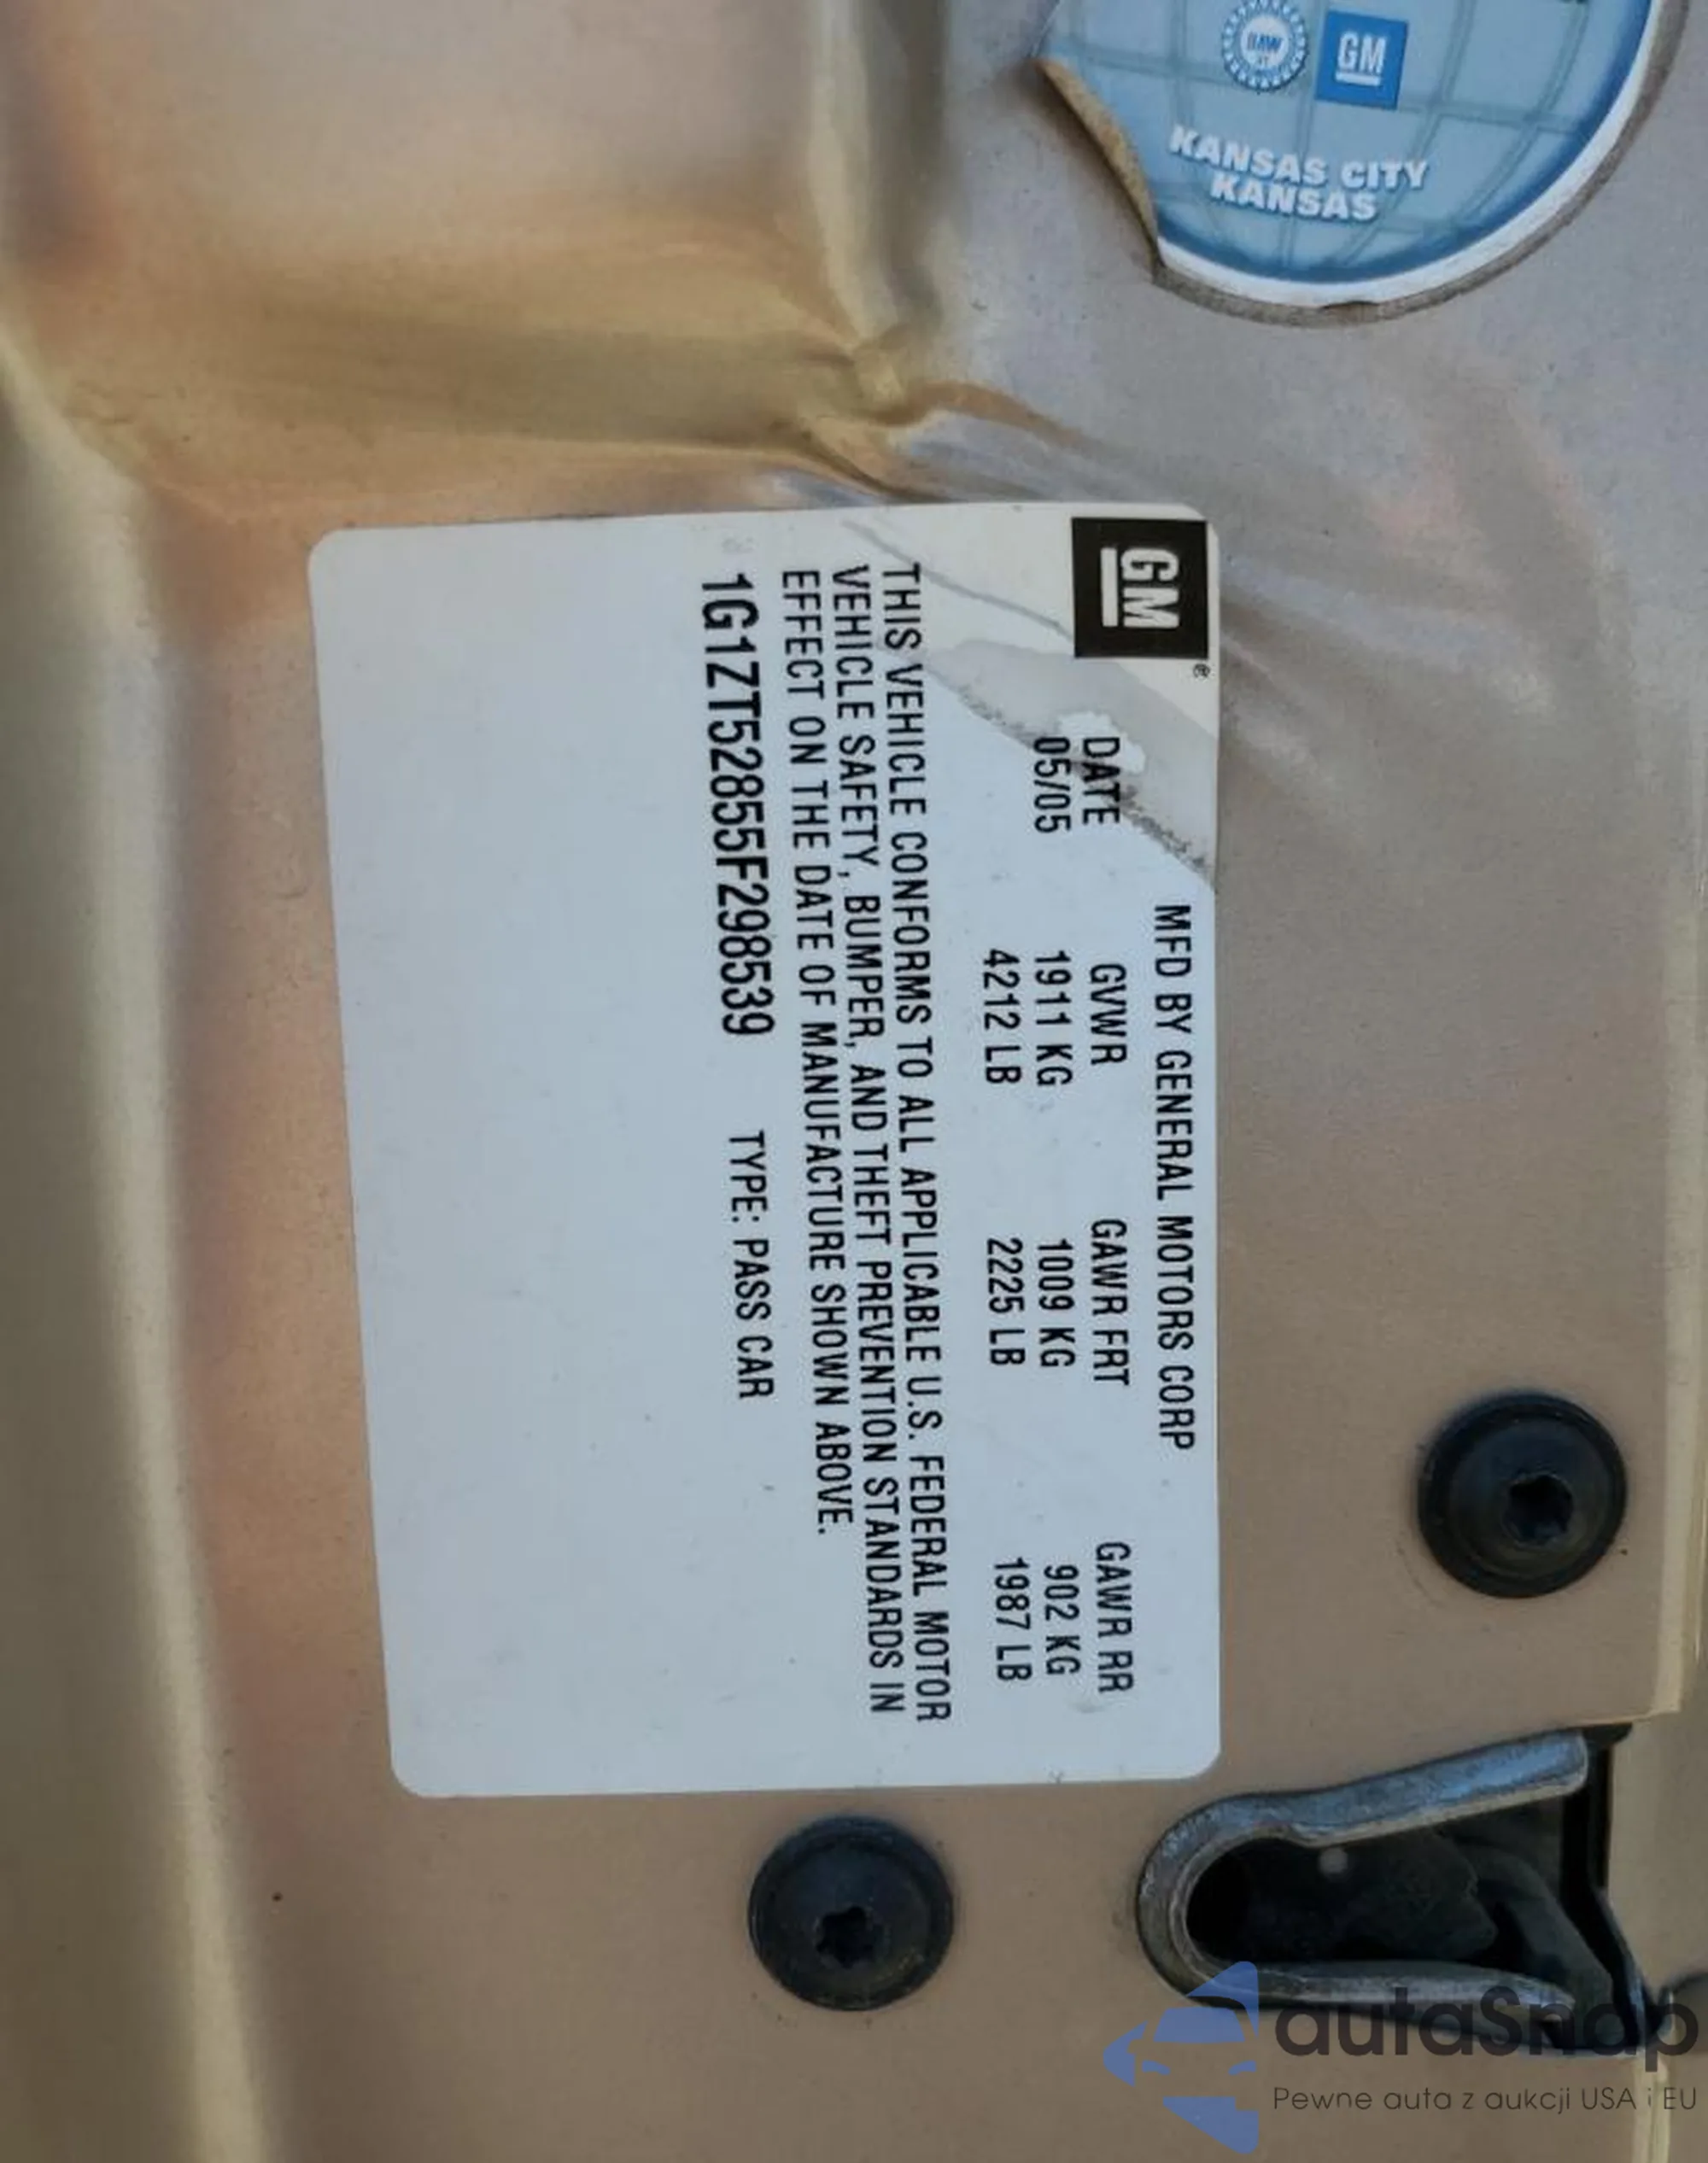 UAW
GM
KANSAS CITY
KANSAS
GM®
MFD BY GENERAL MOTORS CORP
DATE GVWR GAWR FRT GAWR RR
05/05 1911 KG 1009 KG 902 KG
4212 LB 2225 LB 1987 LB
THIS VEHICLE CONFORMS TO ALL APPLICABLE U.S. FEDERAL MOTOR
VEHICLE SAFETY, BUMPER, AND THEFT PREVENTION STANDARDS IN
EFFECT ON THE DATE OF MANUFACTURE SHOWN ABOVE.
1G1ZT52855F298539 TYPE: PASS CAR
autaSnap
Pewne auta z aukcji USA i EU